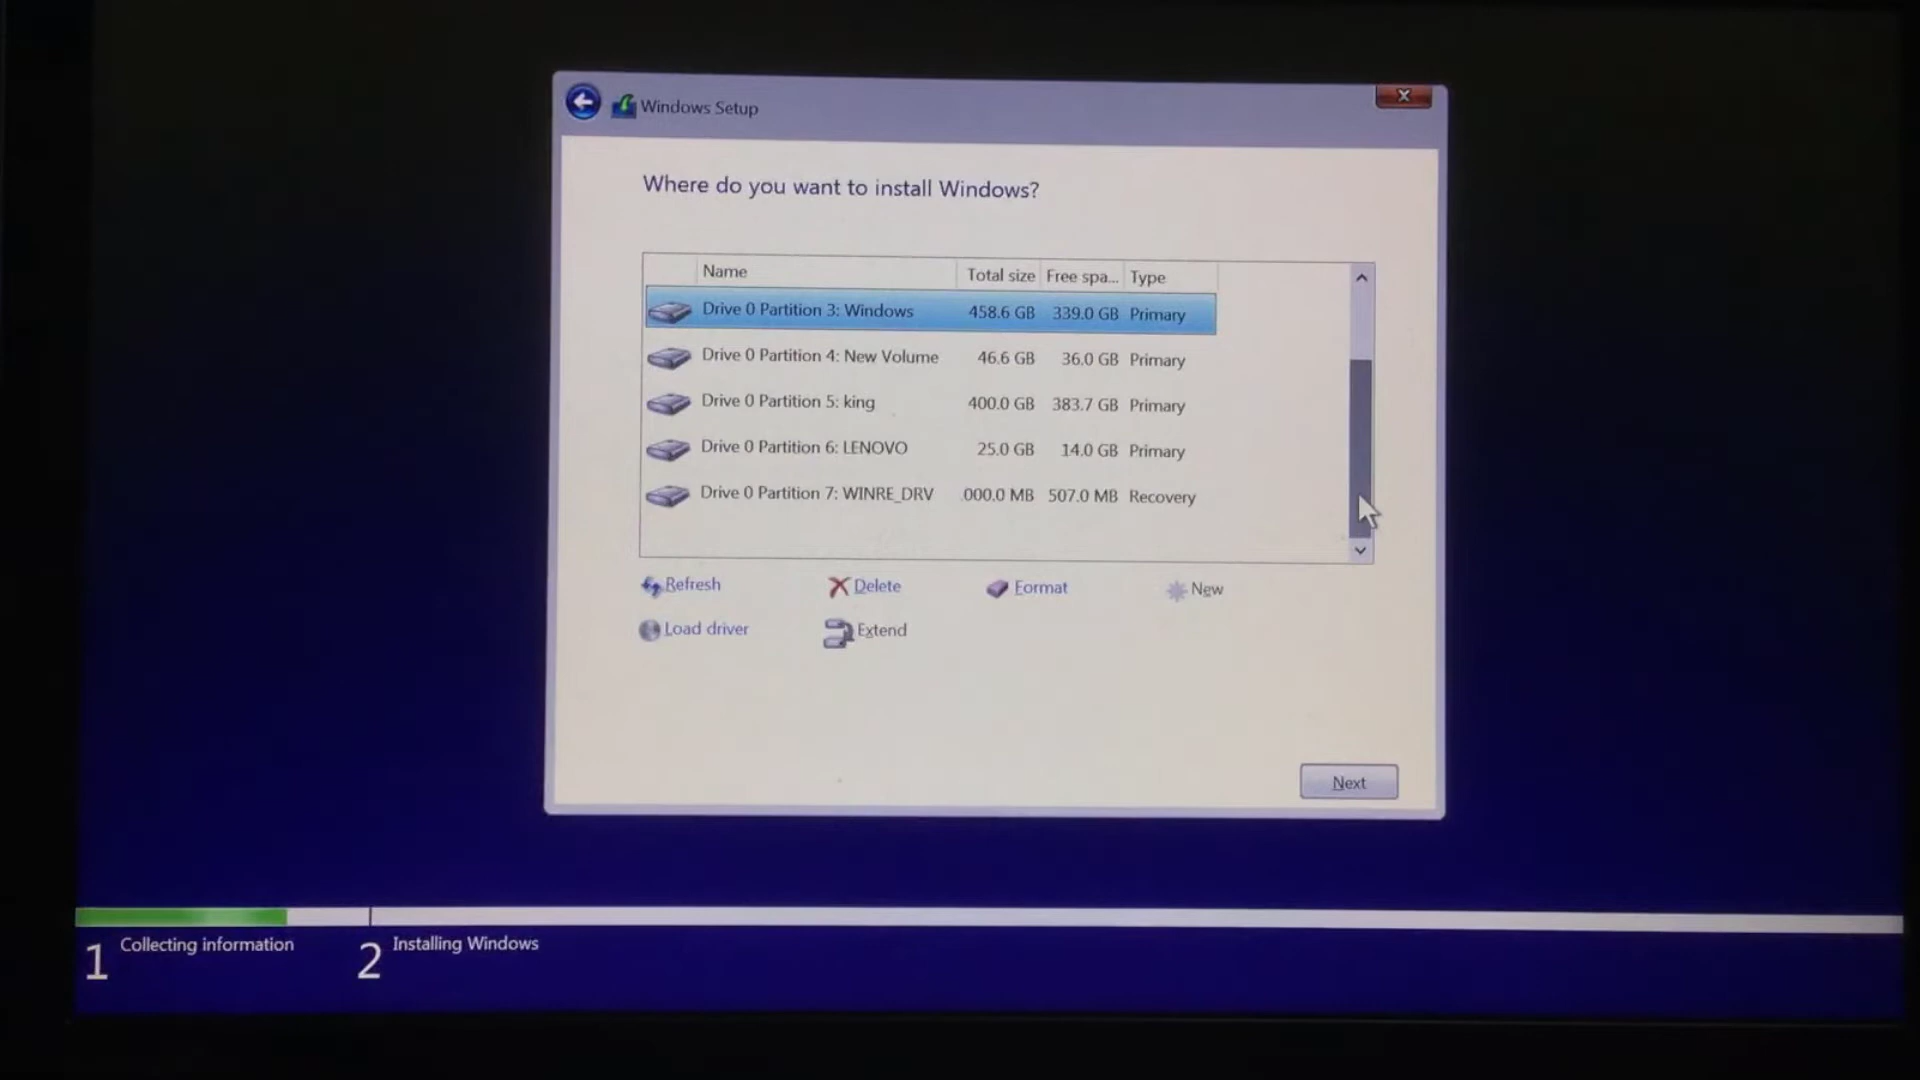 Windows Setup
Where do you want to install Windows?
Name Total size Free spa... Type
Drive 0 Partition 3: Windows 458.6 GB 339.0 GB Primary
Drive 0 Partition 4: New Volume 46.6 GB 36.0 GB Primary
Drive 0 Partition 5: king 400.0 GB 383.7 GB Primary
Drive 0 Partition 6: LENOVO 25.0 GB 14.0 GB Primary
Drive 0 Partition 7: WINRE_DRV .000.0 MB 507.0 MB Recovery
Refresh Delete Format New
Load driver Extend
Next
1 Collecting information 2 Installing Windows